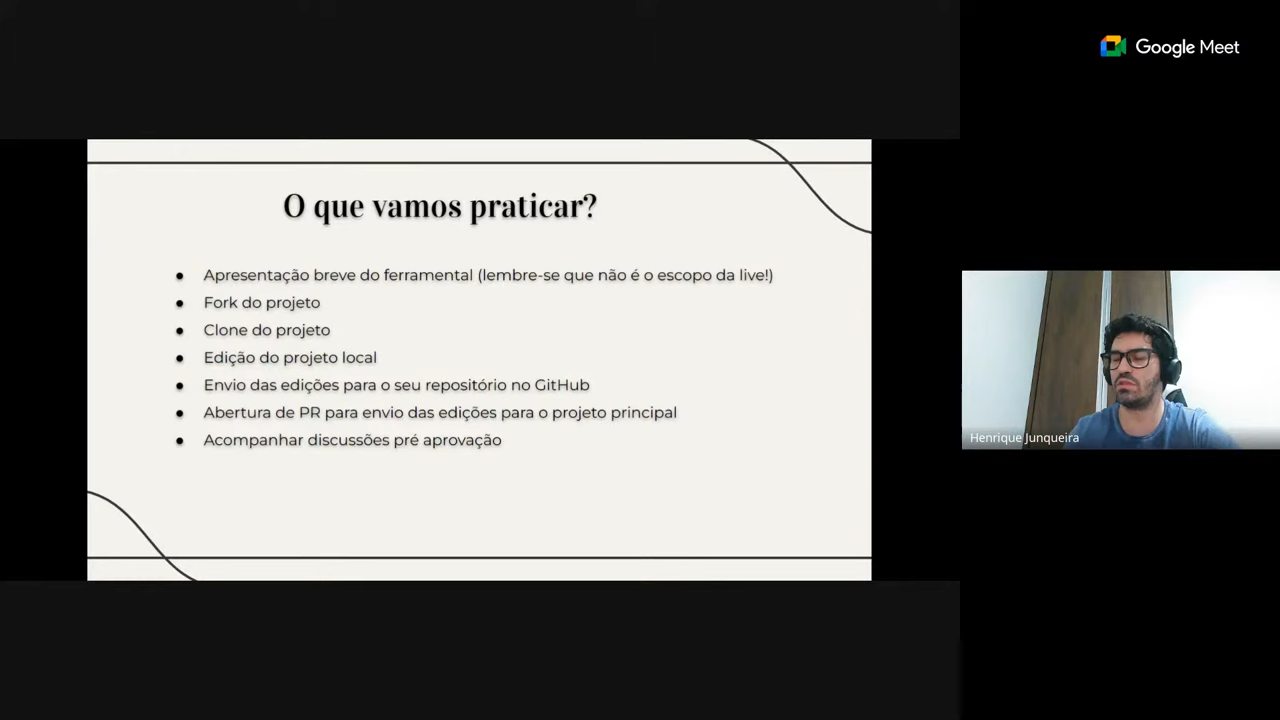 Google Meet
O que vamos praticar?
● Apresentação breve do ferramental (lembre-se que não é o escopo da live!)
● Fork do projeto
● Clone do projeto
● Edição do projeto local
● Envio das edições para o seu repositório no GitHub
● Abertura de PR para envio das edições para o projeto principal
● Acompanhar discussões pré aprovação
Henrique Junqueira